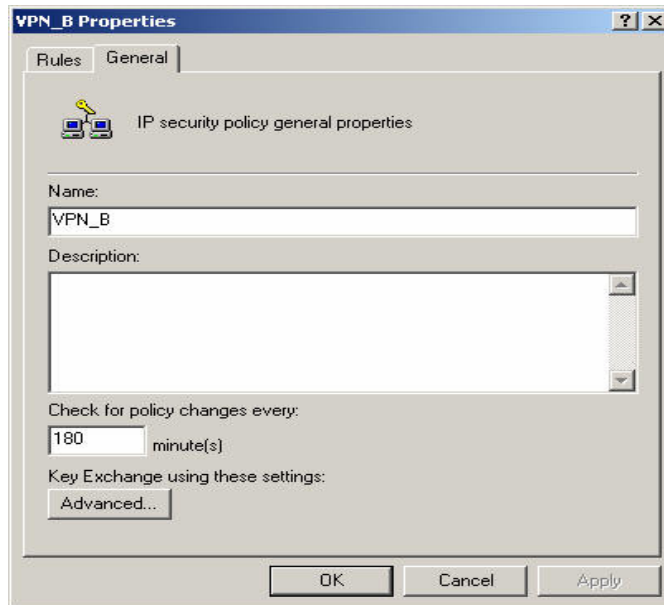 VPN_B Properties
Rules General
IP security policy general properties
Name:
VPN_B
Description:
Check for policy changes every:
180 minute(s)
Key Exchange using these settings:
Advanced...
OK Cancel Apply